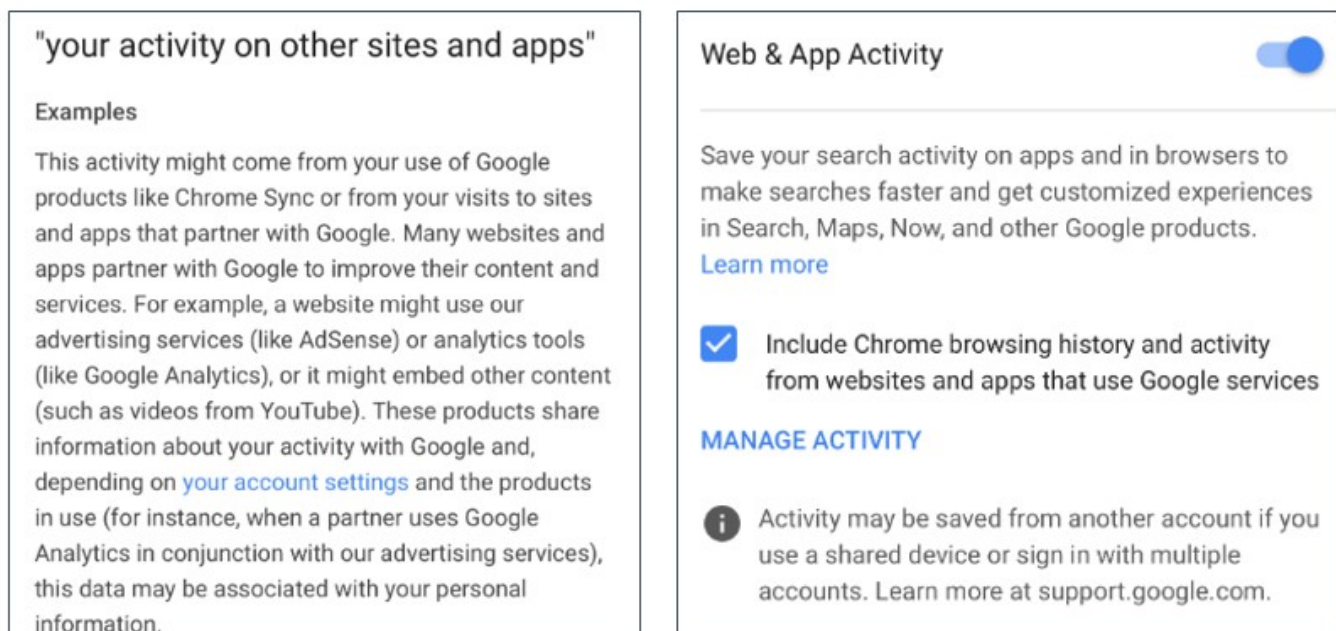 "your activity on other sites and apps"
Examples
This activity might come from your use of Google
products like Chrome Sync or from your visits to sites
and apps that partner with Google. Many websites and
apps partner with Google to improve their content and
services. For example, a website might use our
advertising services (like AdSense) or analytics tools
(like Google Analytics), or it might embed other content
(such as videos from YouTube). These products share
information about your activity with Google and,
depending on your account settings and the products
in use (for instance, when a partner uses Google
Analytics in conjunction with our advertising services),
this data may be associated with your personal
information.
Web & App Activity
Save your search activity on apps and in browsers to
make searches faster and get customized experiences
in Search, Maps, Now, and other Google products.
Learn more
Include Chrome browsing history and activity
from websites and apps that use Google services
MANAGE ACTIVITY
Activity may be saved from another account if you
use a shared device or sign in with multiple
accounts. Learn more at support.google.com.